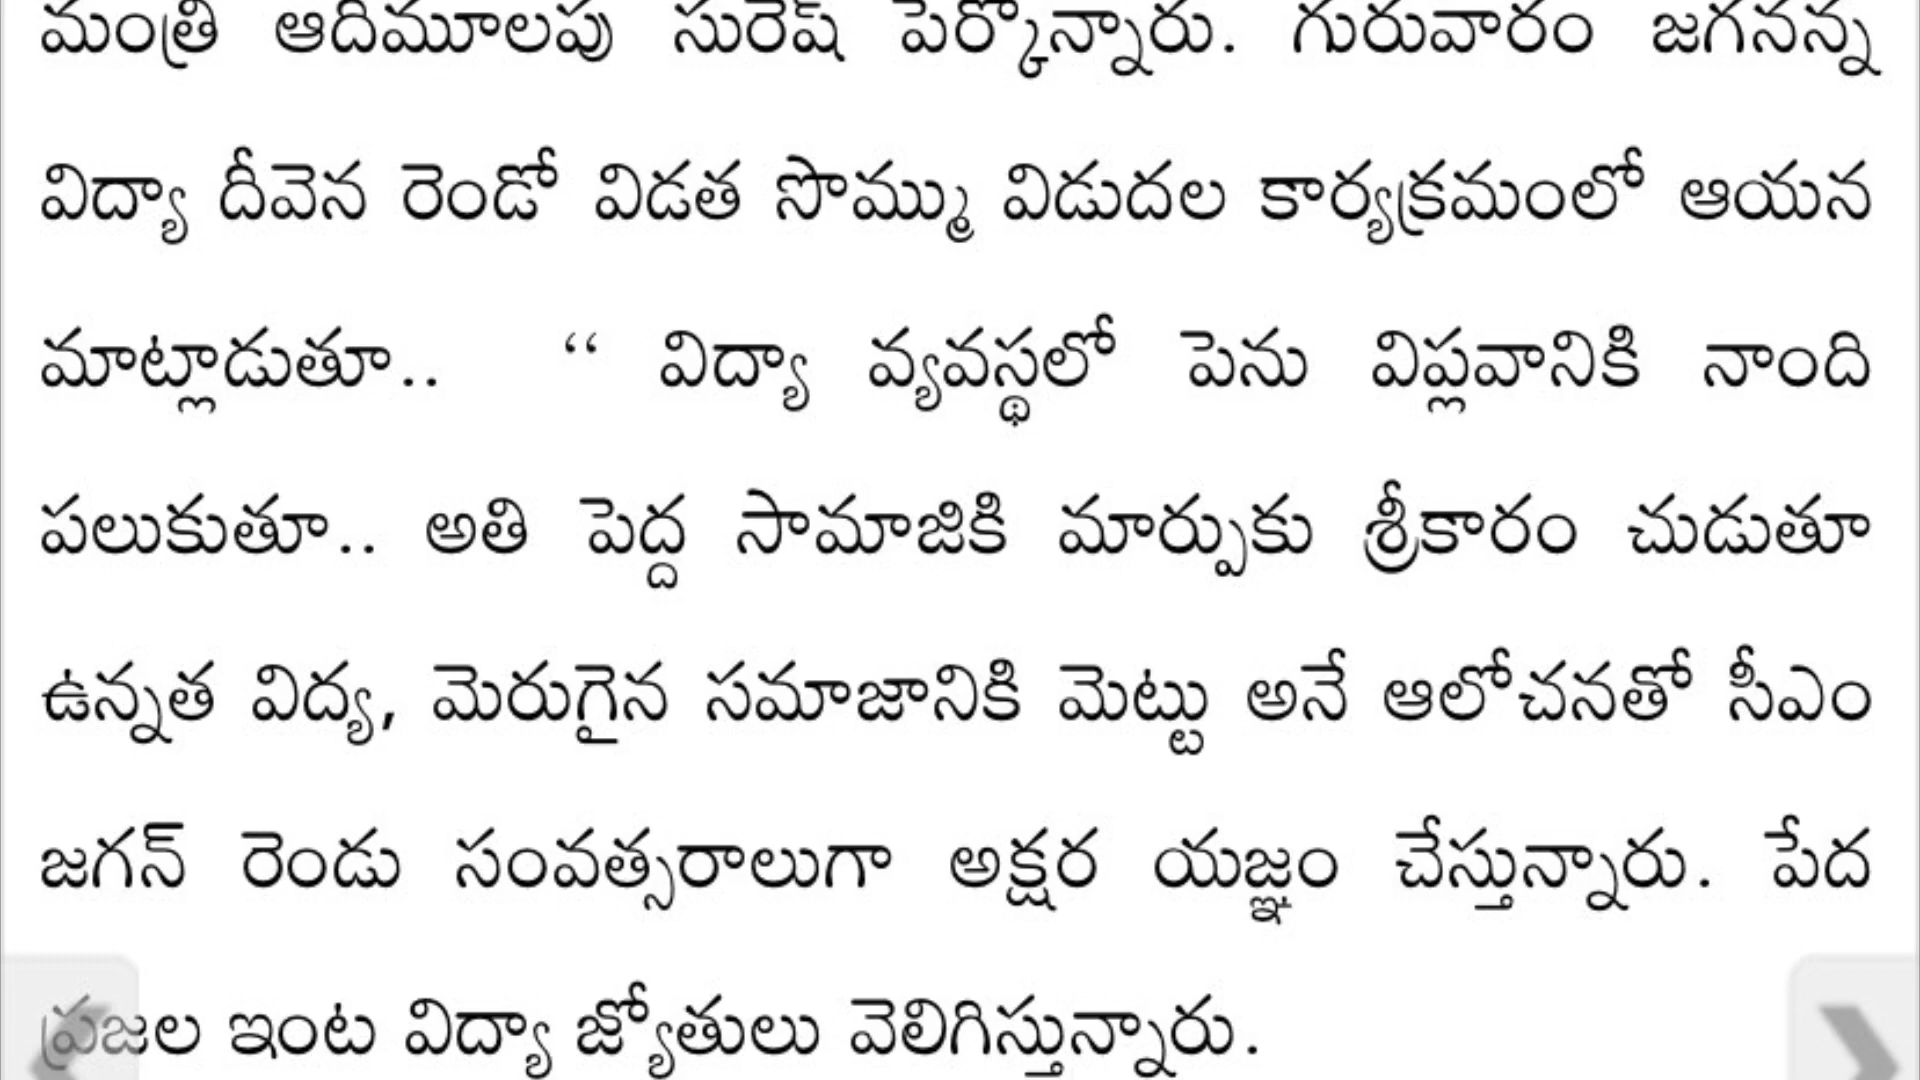 మంత్రి ఆదిమూలపు సురేష్ పేర్కొన్నారు. గురువారం జగనన్న
విద్యా దీవెన రెండో విడత సొమ్ము విడుదల కార్యక్రమంలో ఆయన
మాట్లాడుతూ.. “ విద్యా వ్యవస్థలో పెను విప్లవానికి నాంది
పలుకుతూ.. అతి పెద్ద సామాజికి మార్పుకు శ్రీకారం చుడుతూ
ఉన్నత విద్య, మెరుగైన సమాజానికి మెట్టు అనే ఆలోచనతో సీఎం
జగన్ రెండు సంవత్సరాలుగా అక్షర యజ్ఞం చేస్తున్నారు. పేద
ప్రజల ఇంట విద్యా జ్యోతులు వెలిగిస్తున్నారు.